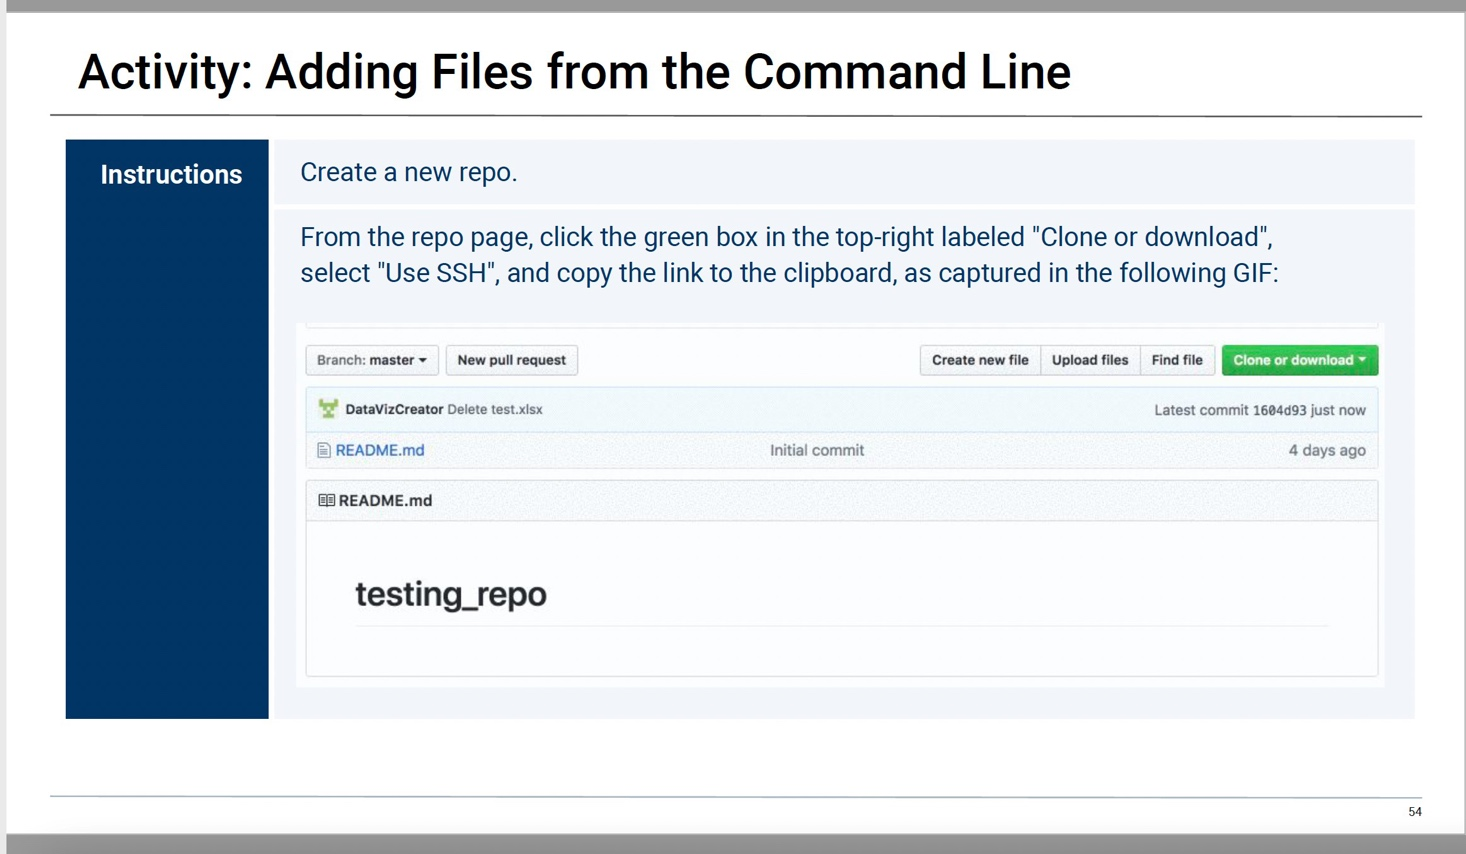 Activity: Adding Files from the Command Line
Instructions
Create a new repo.
From the repo page, click the green box in the top-right labeled "Clone or download",
select "Use SSH", and copy the link to the clipboard, as captured in the following GIF:
Branch: master New pull request Create new file Upload files Find file Clone or download
DataVizCreator Delete test.xlsx Latest commit 1604d93 just now
README.md Initial commit 4 days ago
README.md
testing_repo
54